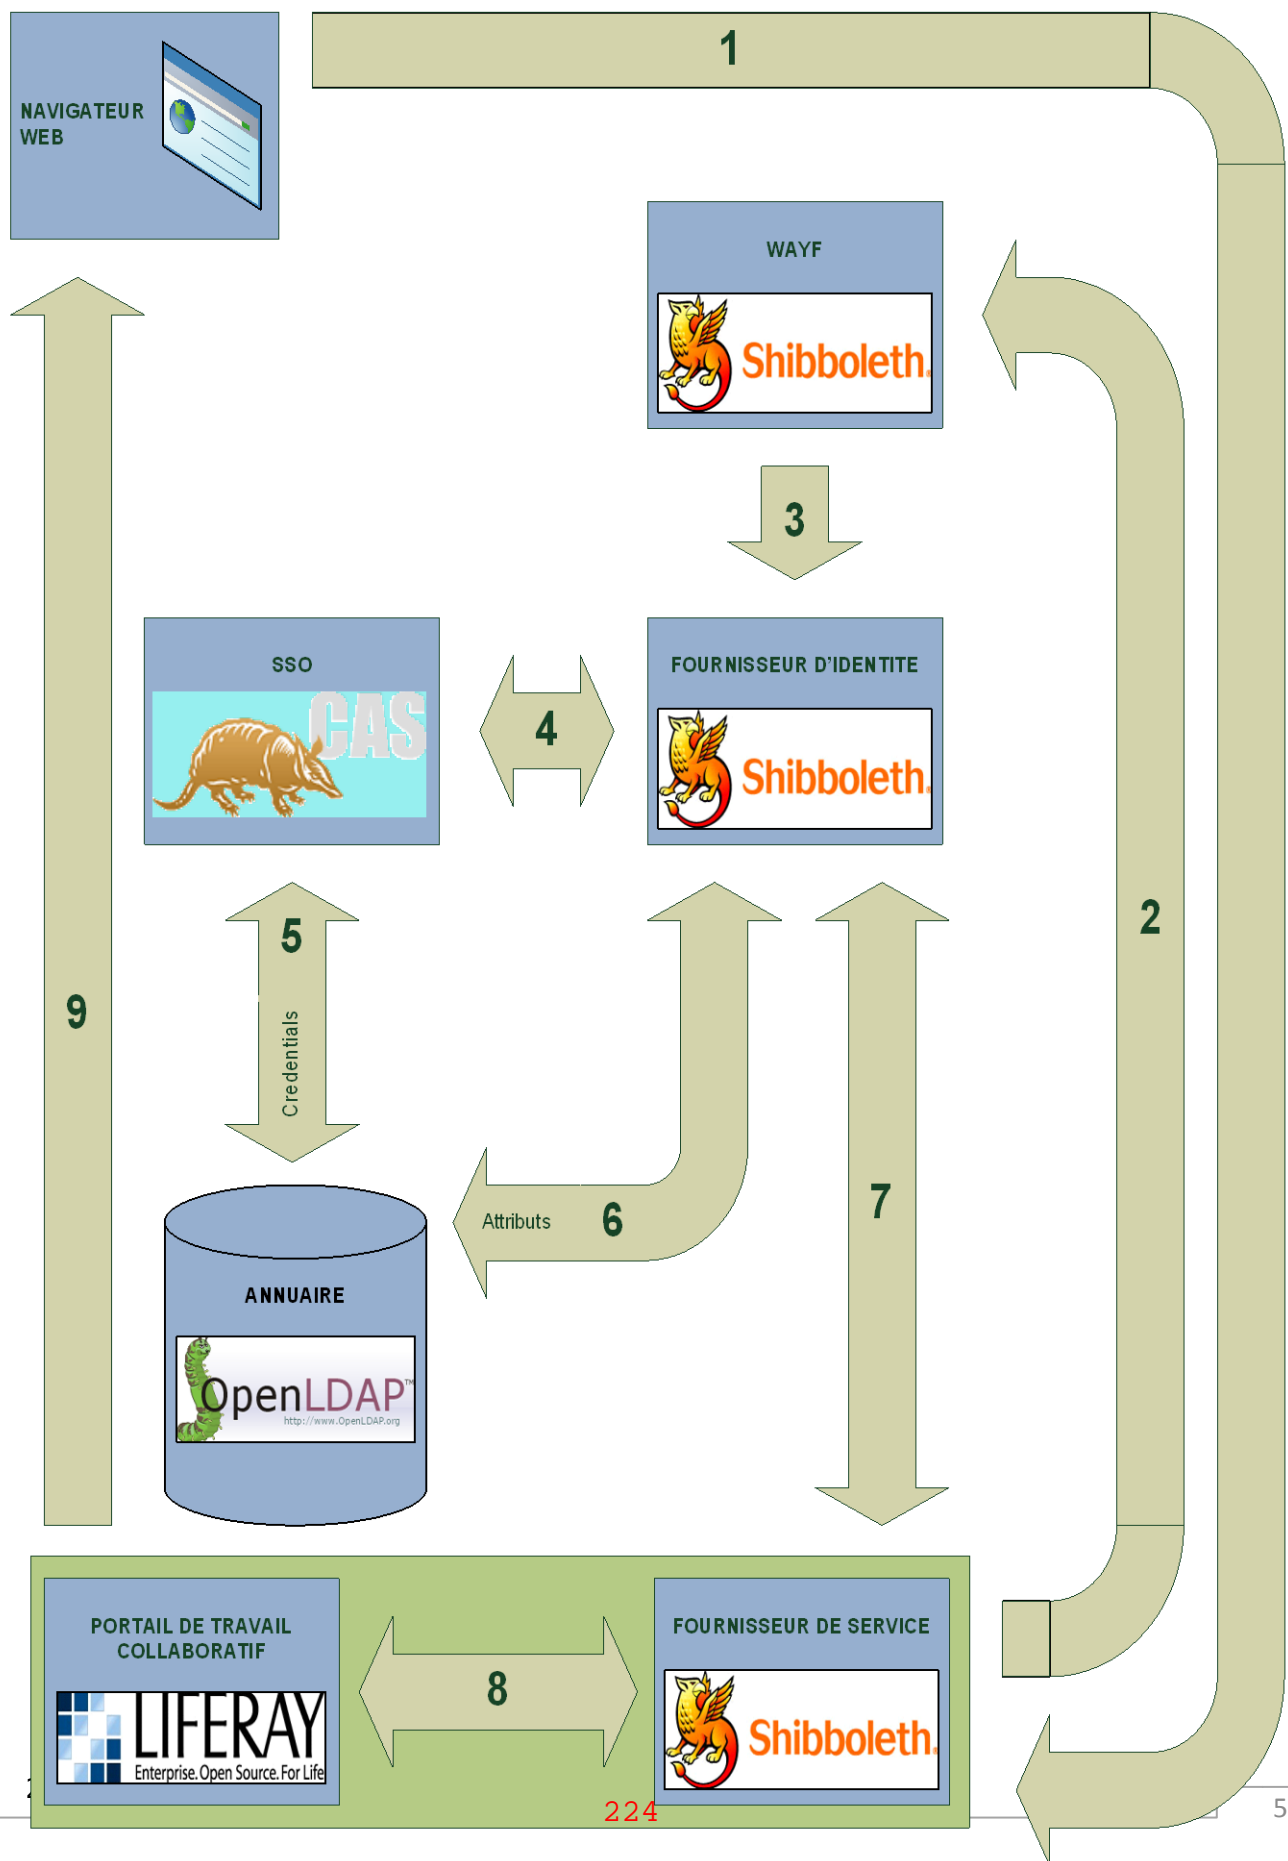 1
NAVIGATEUR
WEB
WAYF
Shibboleth.
3
SSO
CAS
4
FOURNISSEUR D'IDENTITE
Shibboleth.
2
5
Credentials
9
7
Attributs 6
ANNUAIRE
OpenLDAP™
http://www.OpenLDAP.org
PORTAIL DE TRAVAIL
COLLABORATIF
LIFERAY
Enterprise. Open Source. For Life
8
FOURNISSEUR DE SERVICE
Shibboleth.
224
5